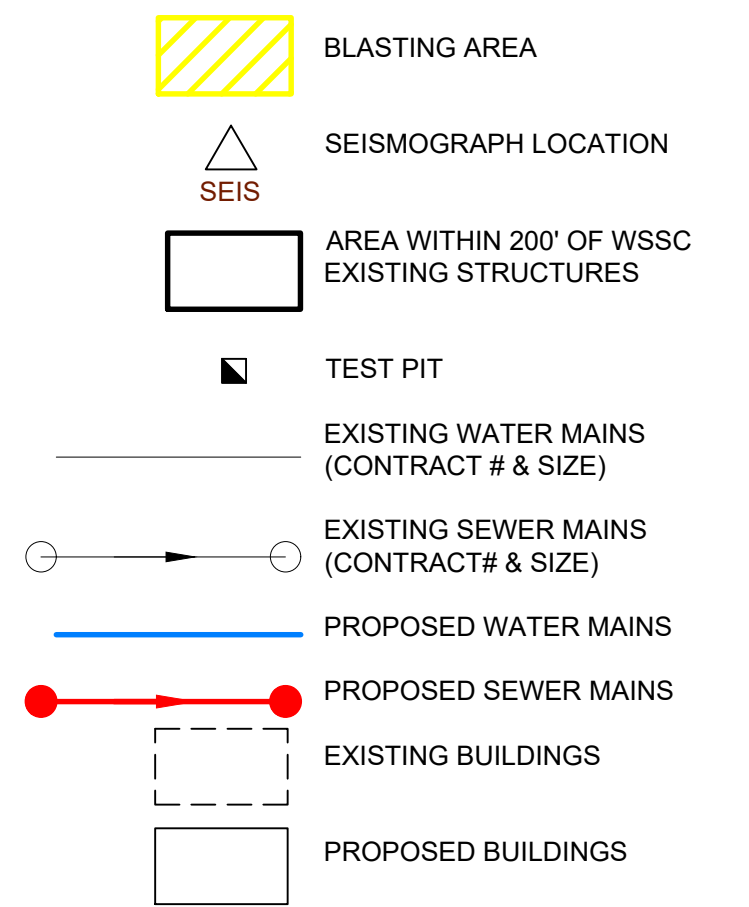 BLASTING AREA
SEISMOGRAPH LOCATION
SEIS
AREA WITHIN 200' OF WSSC
EXISTING STRUCTURES
TEST PIT
EXISTING WATER MAINS
(CONTRACT # & SIZE)
EXISTING SEWER MAINS
(CONTRACT# & SIZE)
PROPOSED WATER MAINS
PROPOSED SEWER MAINS
EXISTING BUILDINGS
PROPOSED BUILDINGS